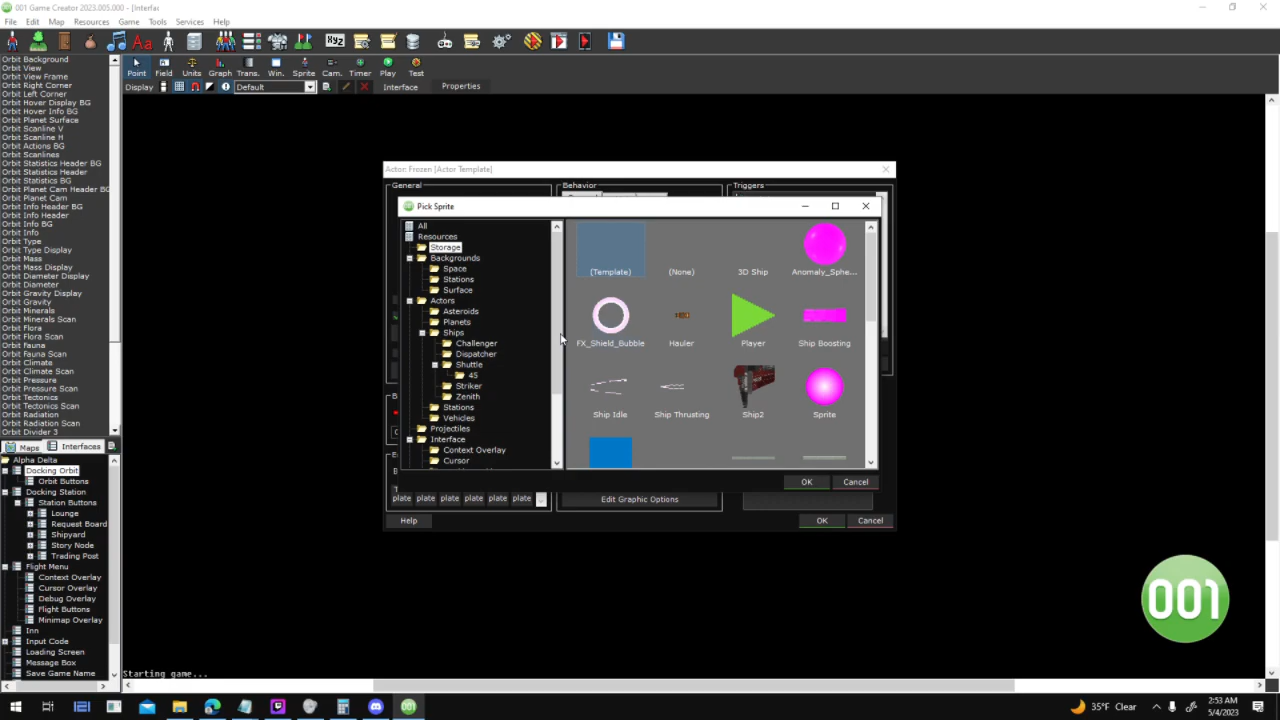 001 Game Creator 2023.005.000 - [Interfac
File Edit Map Resources Game Tools Services Help
Point Field Units Graph Trans. Win. Sprite Cam. Timer Play Test
Display Default Interface Properties
Orbit Background
Orbit View
Orbit View Frame
Orbit Right Corner
Orbit Left Corner
Orbit Hover Display BG
Orbit Hover Info BG
Orbit Planet Surface
Orbit Scanline V
Orbit Scanline H
Orbit Actions BG
Orbit Scanlines
Orbit Statistics Header BG
Orbit Statistics Header
Orbit Statistics BG
Orbit Planet Cam Header BG
Orbit Planet Cam
Orbit Info Header BG
Orbit Info Header
Orbit Info BG
Orbit Info
Orbit Type
Orbit Type Display
Orbit Mass
Orbit Mass Display
Orbit Diameter Display
Orbit Diameter
Orbit Gravity Display
Orbit Gravity
Orbit Minerals
Orbit Minerals Scan
Orbit Flora
Orbit Flora Scan
Orbit Fauna
Orbit Fauna Scan
Orbit Climate
Orbit Climate Scan
Orbit Pressure
Orbit Pressure Scan
Orbit Tectonics
Orbit Tectonics Scan
Orbit Radiation
Orbit Radiation Scan
Orbit Divider 3
Maps Interfaces
Alpha Delta
Docking Orbit
Orbit Buttons
Docking Station
Station Buttons
Lounge
Request Board
Shipyard
Story Node
Trading Post
Flight Menu
Context Overlay
Cursor Overlay
Debug Overlay
Flight Buttons
Minimap Overlay
Inn
Input Code
Loading Screen
Message Box
Save Game Name
Actor: Frozen [Actor Template]
General Behavior Triggers
Pick Sprite
All
Resources
Storage
Backgrounds
Space
Stations
Surface
Actors
Asteroids
Planets
Ships
Challenger
Dispatcher
Shuttle
45
Striker
Zenith
Stations
Vehicles
Projectiles
Interface
Context Overlay
Cursor
(Template) (None) 3D Ship Anomaly_Sphe...
FX_Shield_Bubble Hauler Player Ship Boosting
Ship Idle Ship Thrusting Ship2 Sprite
OK Cancel
plate plate plate plate plate plate
Edit Graphic Options
Help OK Cancel
001
Starting game...
35°F Clear
2:53 AM
5/4/2023